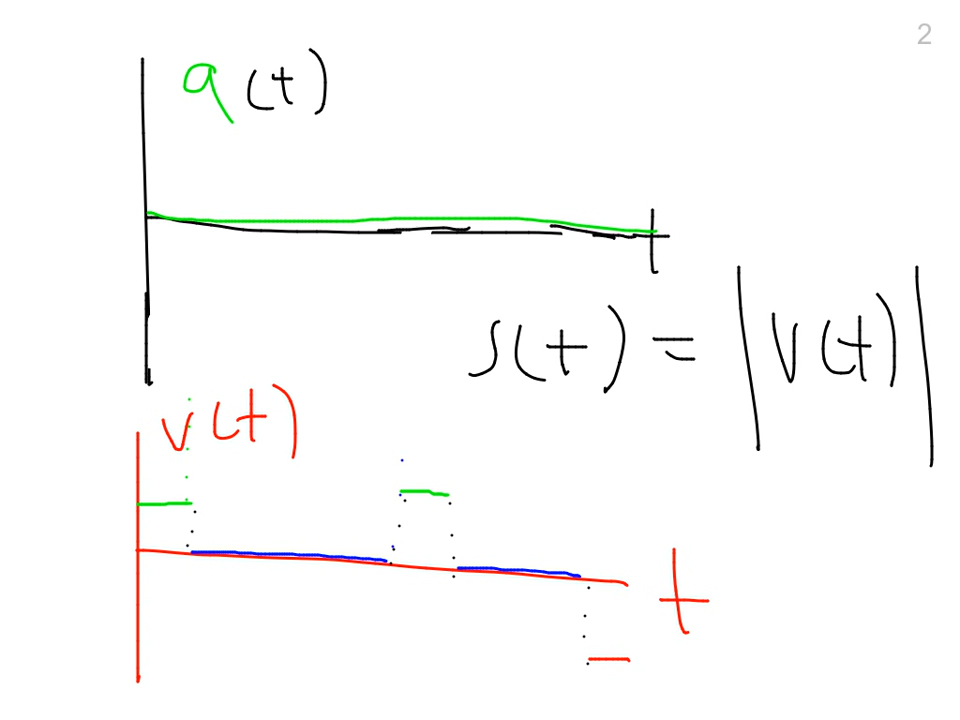 2
a(t)
t
s(t) = |v(t)|
v(t)
t